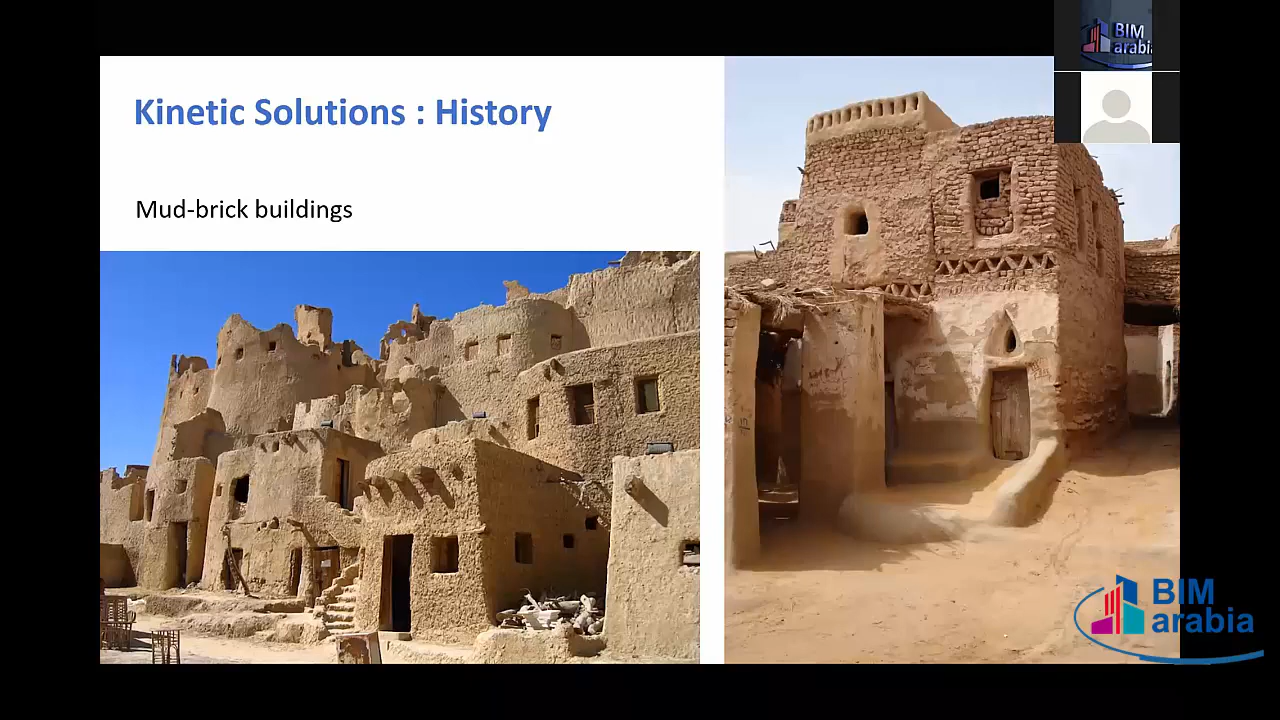 Kinetic Solutions : History
Mud-brick buildings
BIM
arabia
BIM
arabia